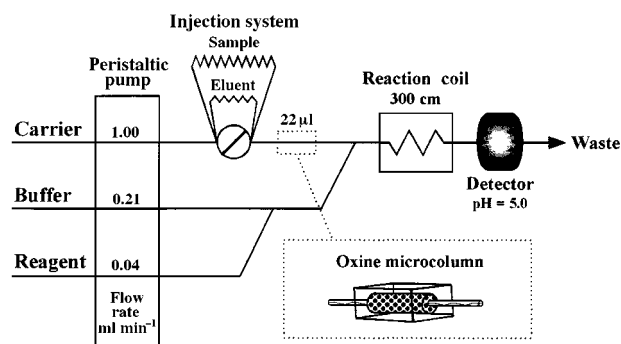 Injection system
Sample
Eluent
Peristaltic
pump
22 µl
Reaction coil
300 cm
Carrier
1.00
Waste
Buffer
0.21
Detector
pH = 5.0
Reagent
0.04
Oxine microcolumn
Flow
rate
ml min⁻¹